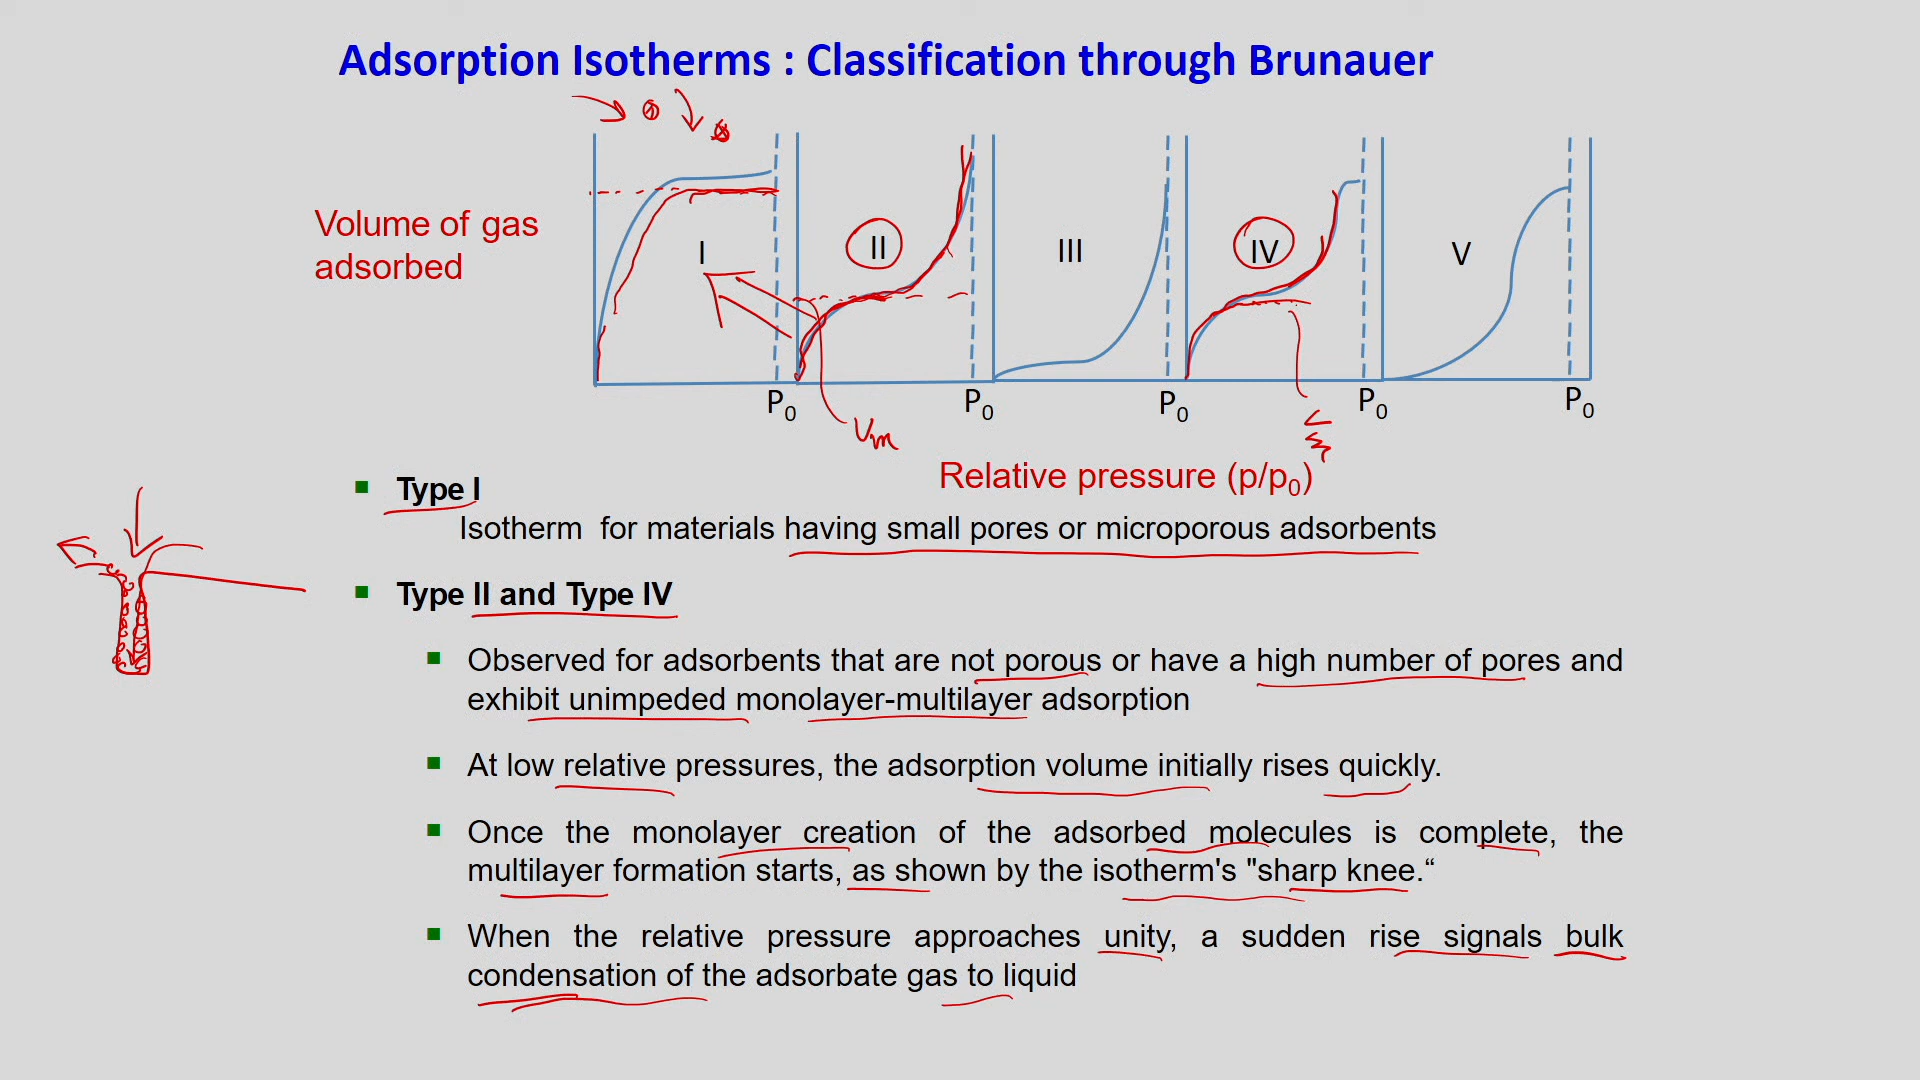 Adsorption Isotherms : Classification through Brunauer
Volume of gas
adsorbed
I
II
III
IV
V
P0
P0
P0
P0
P0
Vm
Relative pressure (p/p0)
Type I
Isotherm for materials having small pores or microporous adsorbents
Type II and Type IV
Observed for adsorbents that are not porous or have a high number of pores and
exhibit unimpeded monolayer-multilayer adsorption
At low relative pressures, the adsorption volume initially rises quickly.
Once the monolayer creation of the adsorbed molecules is complete, the
multilayer formation starts, as shown by the isotherm's "sharp knee.“
When the relative pressure approaches unity, a sudden rise signals bulk
condensation of the adsorbate gas to liquid